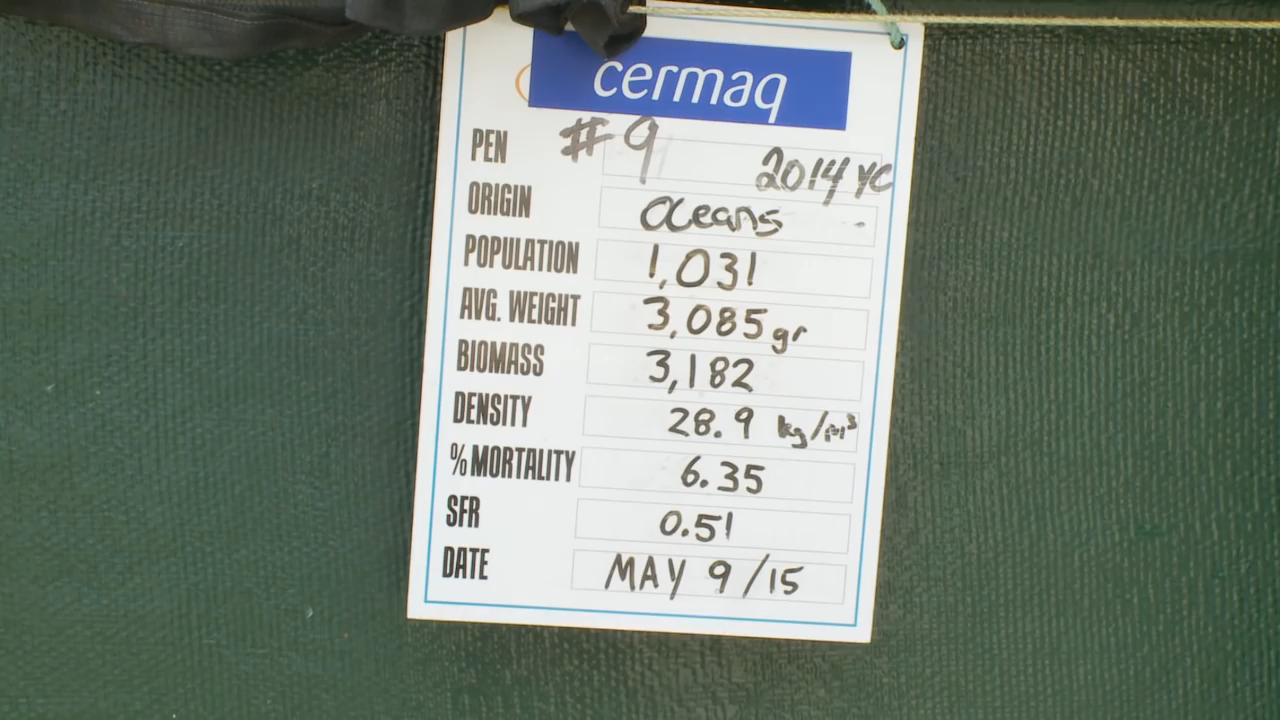 cermaq
PEN #9 2014 YC
ORIGIN Oceans
POPULATION 1,031
AVG. WEIGHT 3,085 gr
BIOMASS 3,182
DENSITY 28.9 kg/m³
% MORTALITY 6.35
SFR 0.51
DATE MAY 9/15